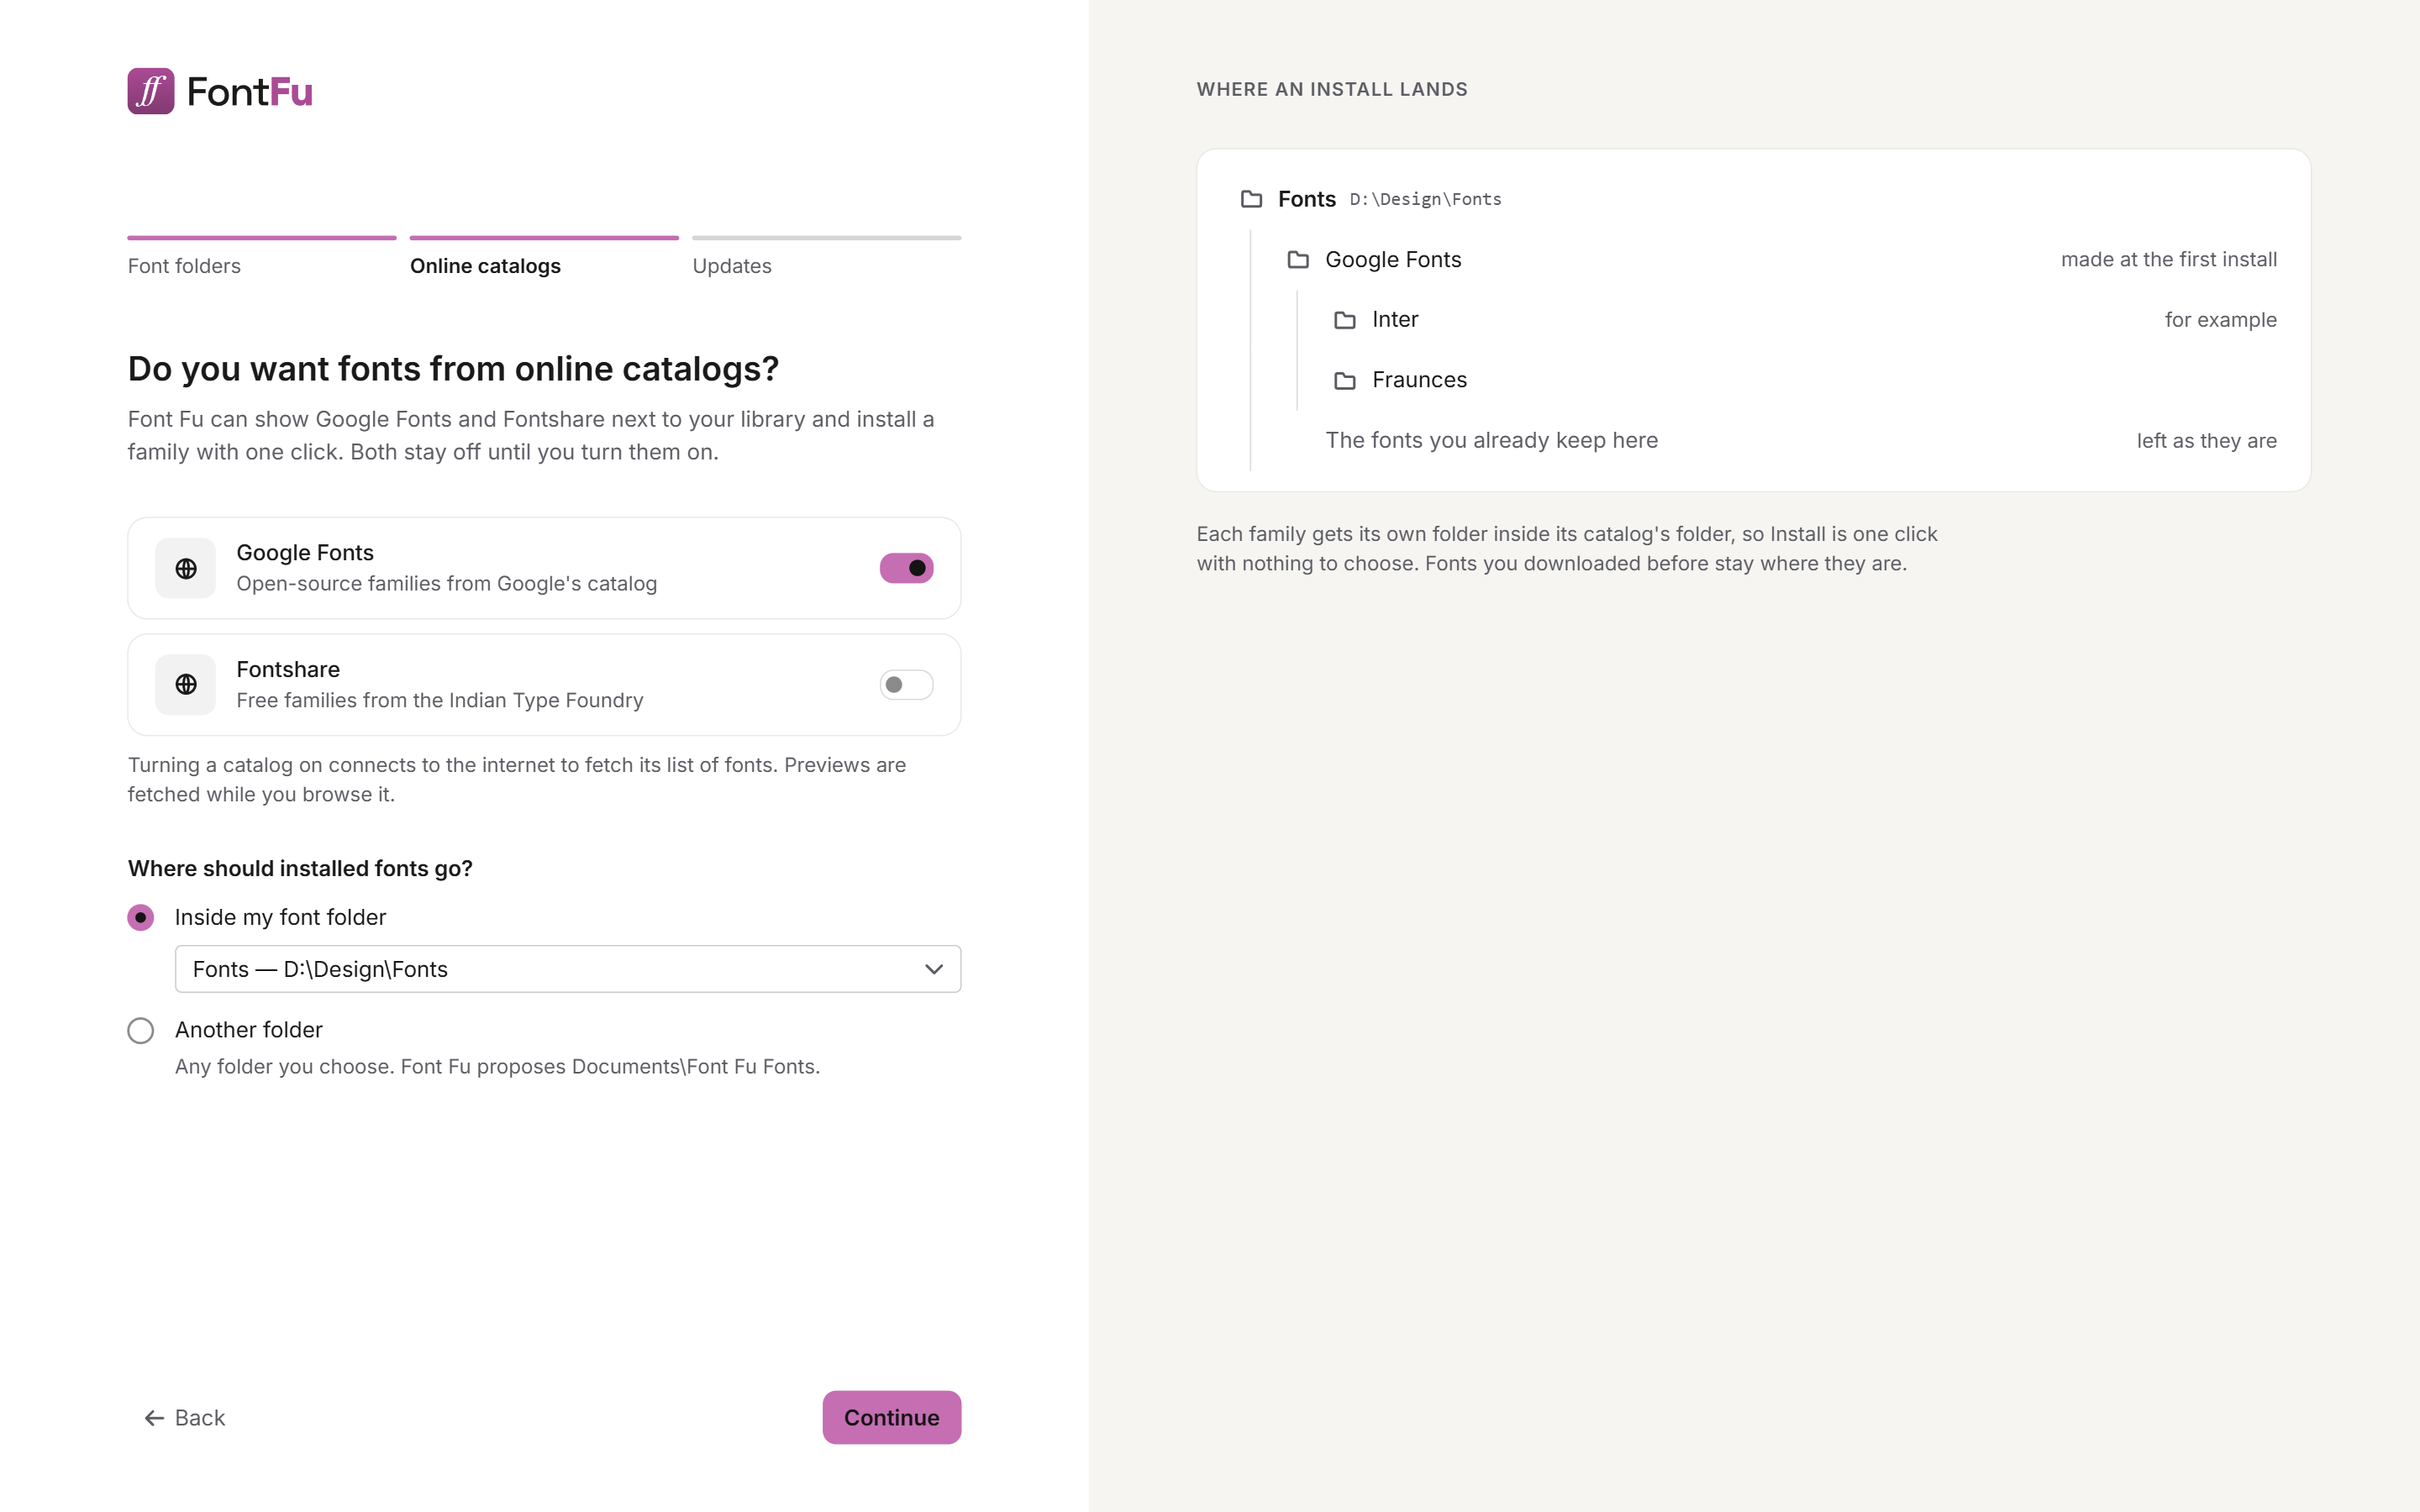 ff FontFu
Font folders
Online catalogs
Updates
Do you want fonts from online catalogs?
Font Fu can show Google Fonts and Fontshare next to your library and install a
family with one click. Both stay off until you turn them on.
Google Fonts
Open-source families from Google's catalog
Fontshare
Free families from the Indian Type Foundry
Turning a catalog on connects to the internet to fetch its list of fonts. Previews are
fetched while you browse it.
Where should installed fonts go?
Inside my font folder
Fonts — D:\Design\Fonts
Another folder
Any folder you choose. Font Fu proposes Documents\Font Fu Fonts.
Back
Continue
WHERE AN INSTALL LANDS
Fonts D:\Design\Fonts
Google Fonts made at the first install
Inter for example
Fraunces
The fonts you already keep here left as they are
Each family gets its own folder inside its catalog's folder, so Install is one click
with nothing to choose. Fonts you downloaded before stay where they are.